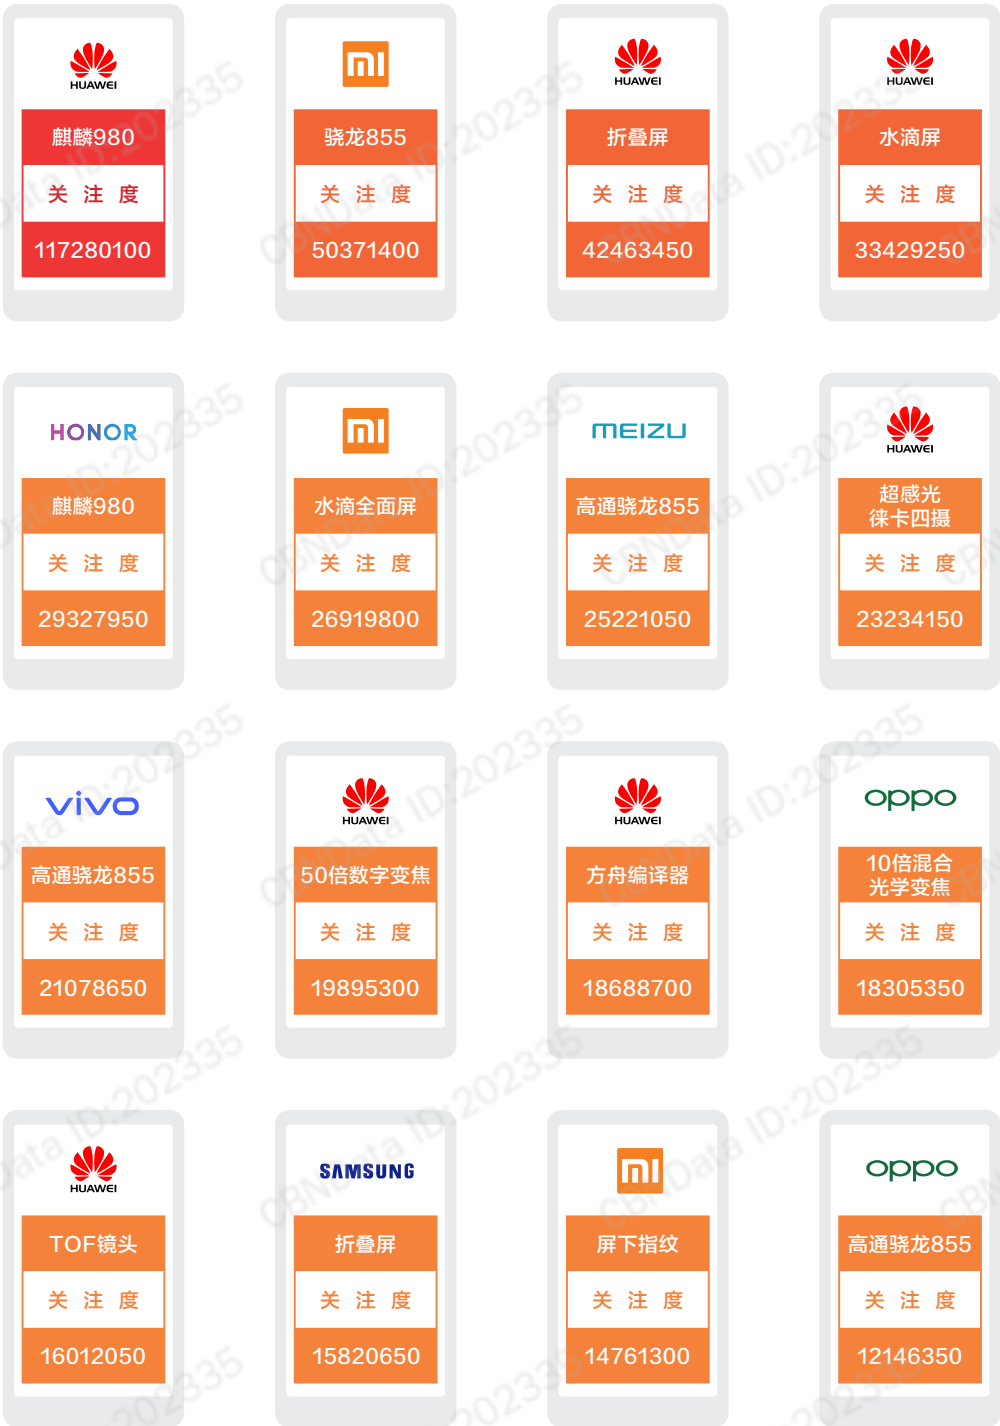 HUAWEI
麒麟980
关 注 度
117280100
mi
骁龙855
关 注 度
50371400
HUAWEI
折叠屏
关 注 度
42463450
HUAWEI
水滴屏
关 注 度
33429250
HONOR
麒麟980
关 注 度
29327950
mi
水滴全面屏
关 注 度
26919800
MEIZU
高通骁龙855
关 注 度
25221050
HUAWEI
超感光
徕卡四摄
关 注 度
23234150
vivo
高通骁龙855
关 注 度
21078650
HUAWEI
50倍数字变焦
关 注 度
19895300
HUAWEI
方舟编译器
关 注 度
18688700
oppo
10倍混合
光学变焦
关 注 度
18305350
HUAWEI
TOF镜头
关 注 度
16012050
SAMSUNG
折叠屏
关 注 度
15820650
mi
屏下指纹
关 注 度
14761300
oppo
高通骁龙855
关 注 度
12146350
CBNData ID:202335